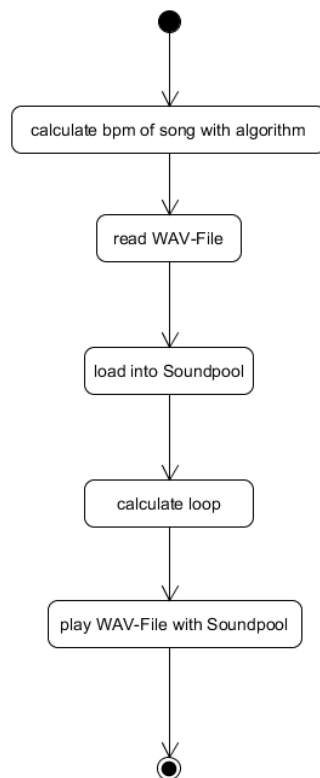 calculate bpm of song with algorithm
read WAV-File
load into Soundpool
calculate loop
play WAV-File with Soundpool